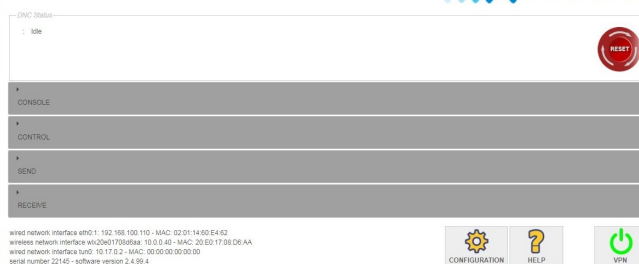 DNC Status
: Idle
RESET
CONSOLE
CONTROL
SEND
RECEIVE
wired network interface eth0:1: 192.168.100.110 - MAC: 02:01:14:60:E4:62
wireless network interface wlx20e01708d6aa: 10.0.0.40 - MAC: 20:E0:17:08:D6:AA
wired network interface tun0: 10.17.0.2 - MAC: 00:00:00:00:00:00
serial number 22145 - software version 2.4.99.4
CONFIGURATION
HELP
VPN